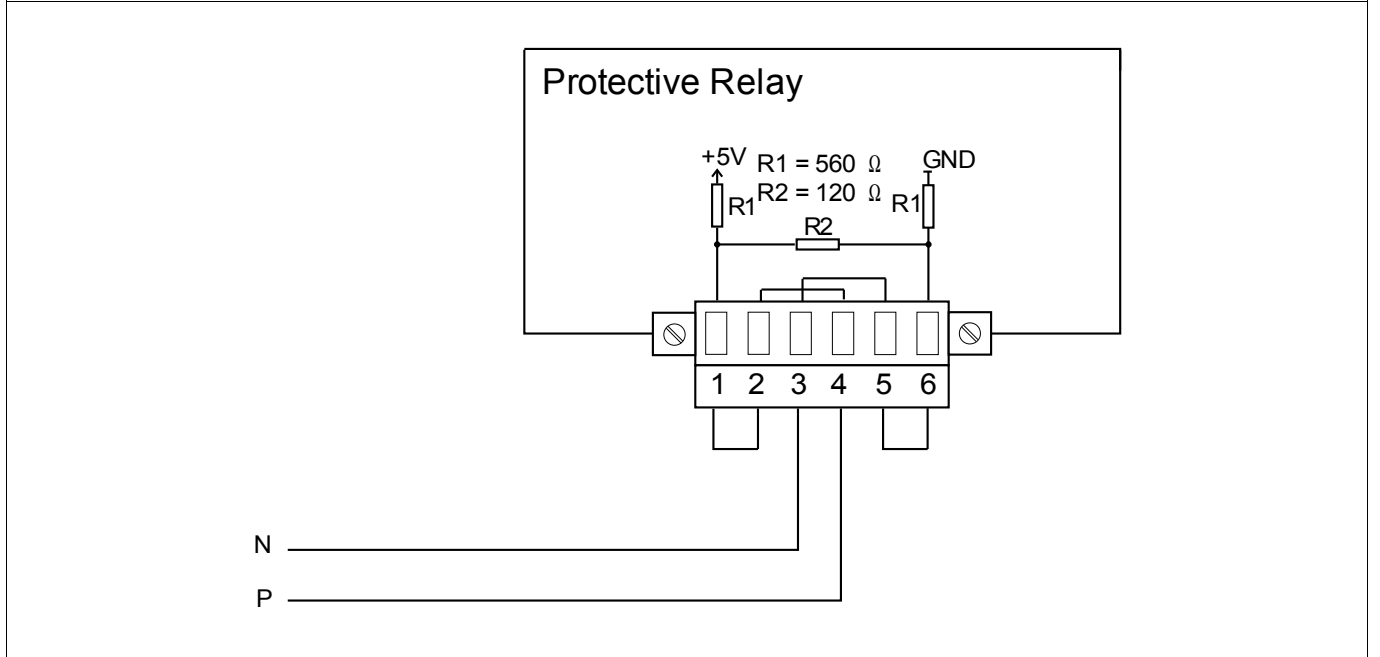 Protective Relay
+5V R1 = 560 Ω GND
R1 R2 = 120 Ω R1
R2
1 2 3 4 5 6
N
P